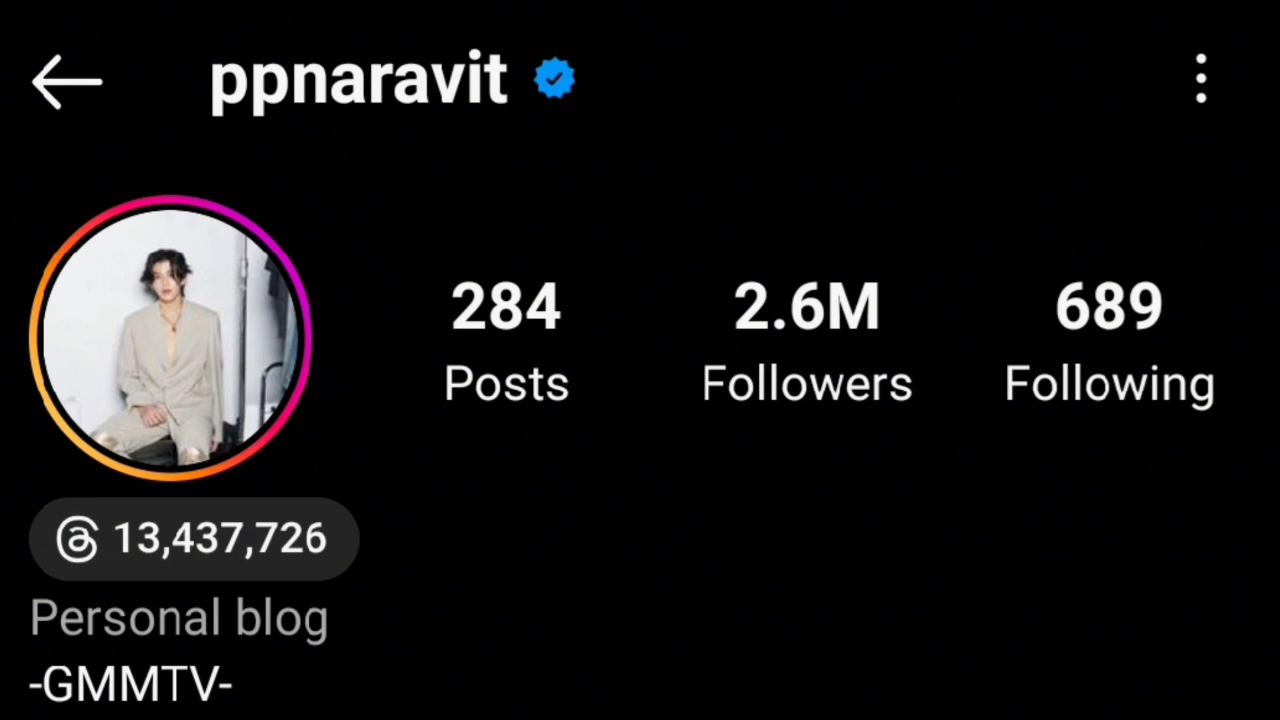 ppnaravit
284 2.6M 689
Posts Followers Following
13,437,726
Personal blog
-GMMTV-